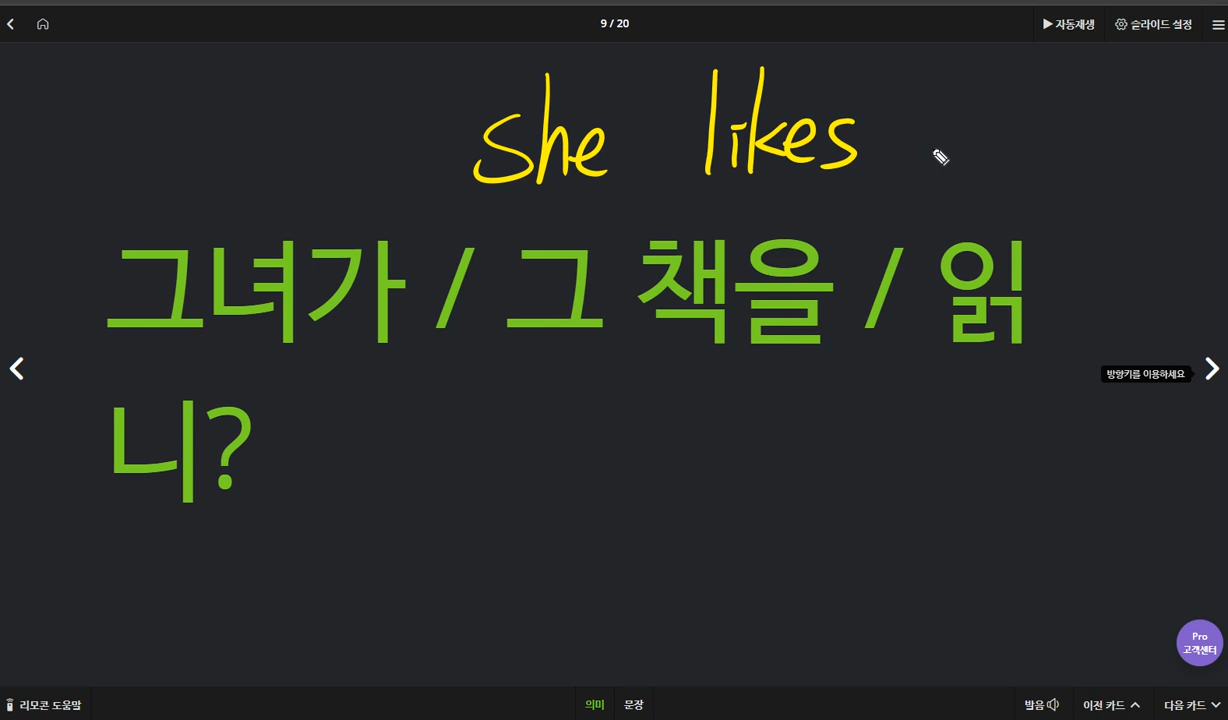 9 / 20
자동재생
슬라이드 설정
she likes
그녀가 / 그 책을 / 읽
니?
방향키를 이용하세요
Pro
고객센터
리모콘 도움말
의미
문장
발음
이전 카드
다음 카드